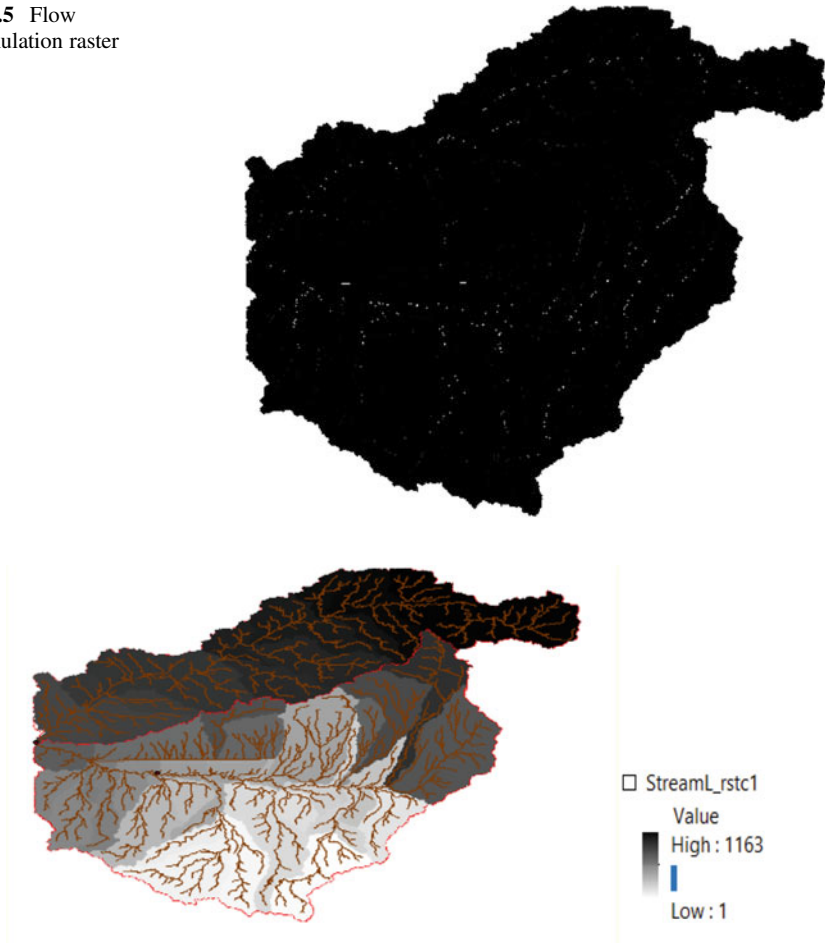 .5 Flow
ulation raster
StreamL_rstc1
Value
High : 1163
Low : 1